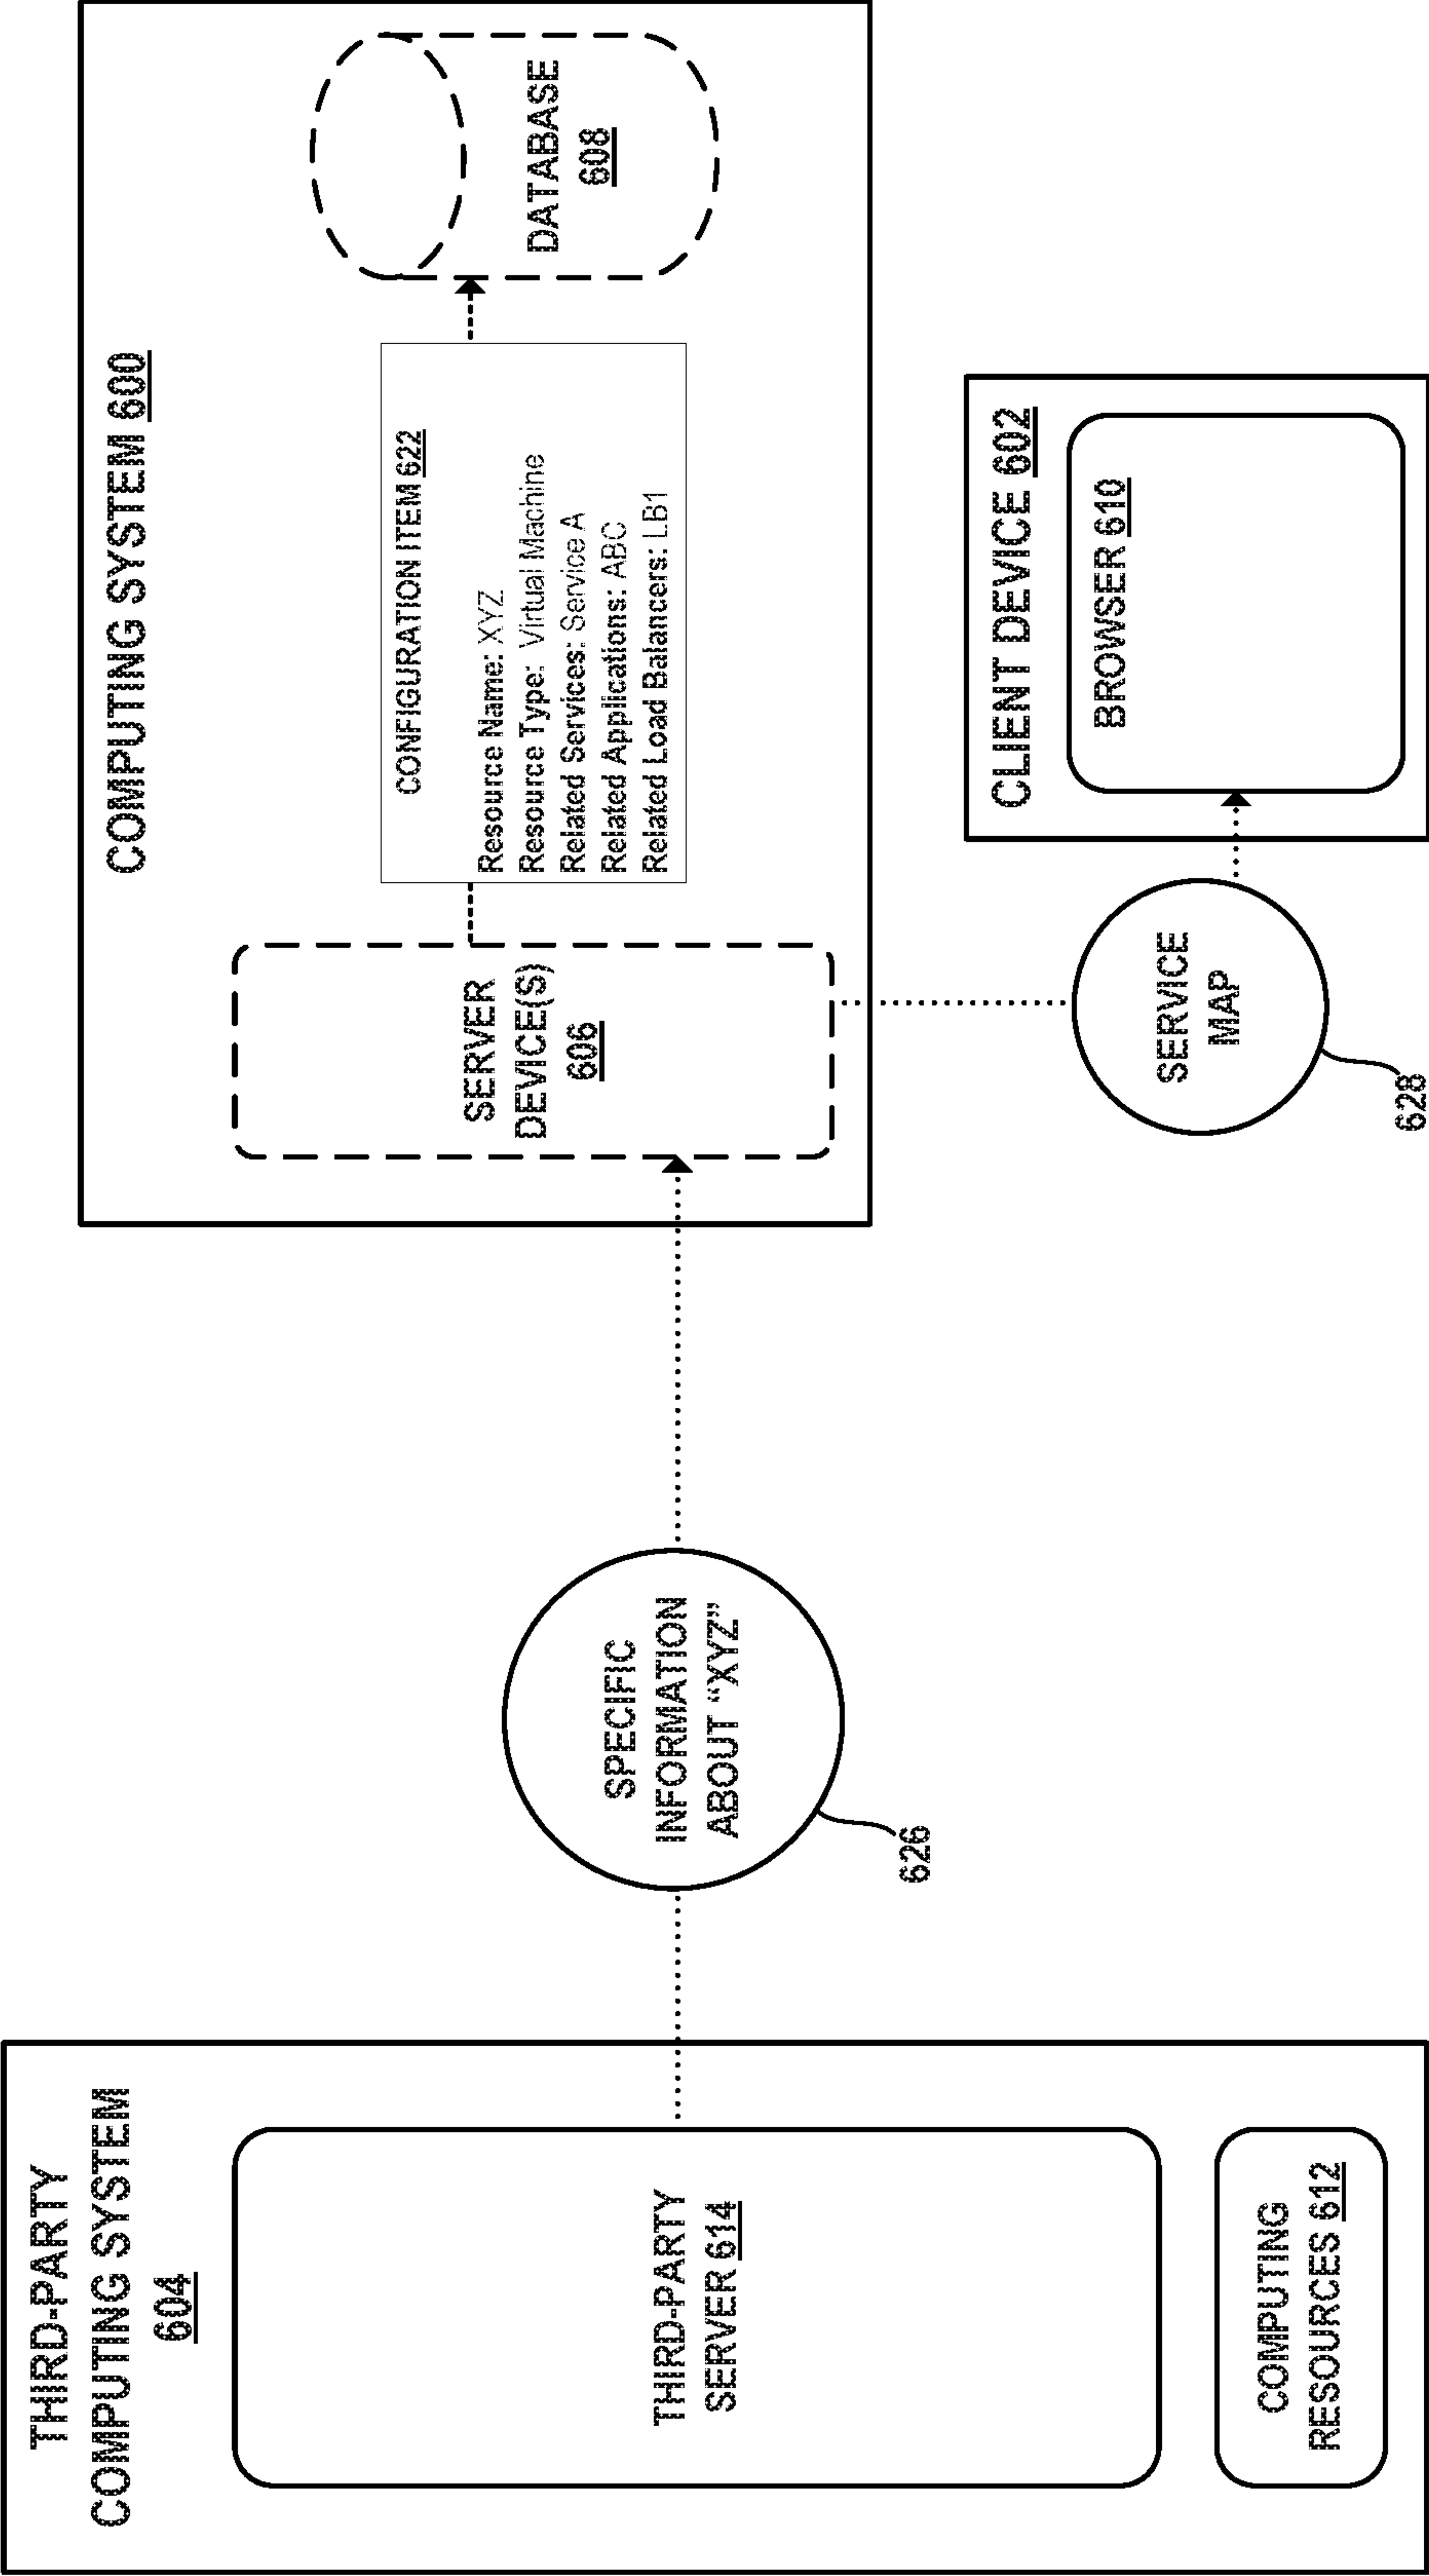 THIRD-PARTY
COMPUTING SYSTEM
604
THIRD-PARTY
SERVER 614
COMPUTING
RESOURCES 612
SPECIFIC
INFORMATION
ABOUT “XYZ”
626
COMPUTING SYSTEM 600
SERVER
DEVICE(S)
606
CONFIGURATION ITEM 622
Resource Name: XYZ
Resource Type: Virtual Machine
Related Services: Service A
Related Applications: ABC
Related Load Balancers: LB1
DATABASE
608
SERVICE
MAP
628
CLIENT DEVICE 602
BROWSER 610